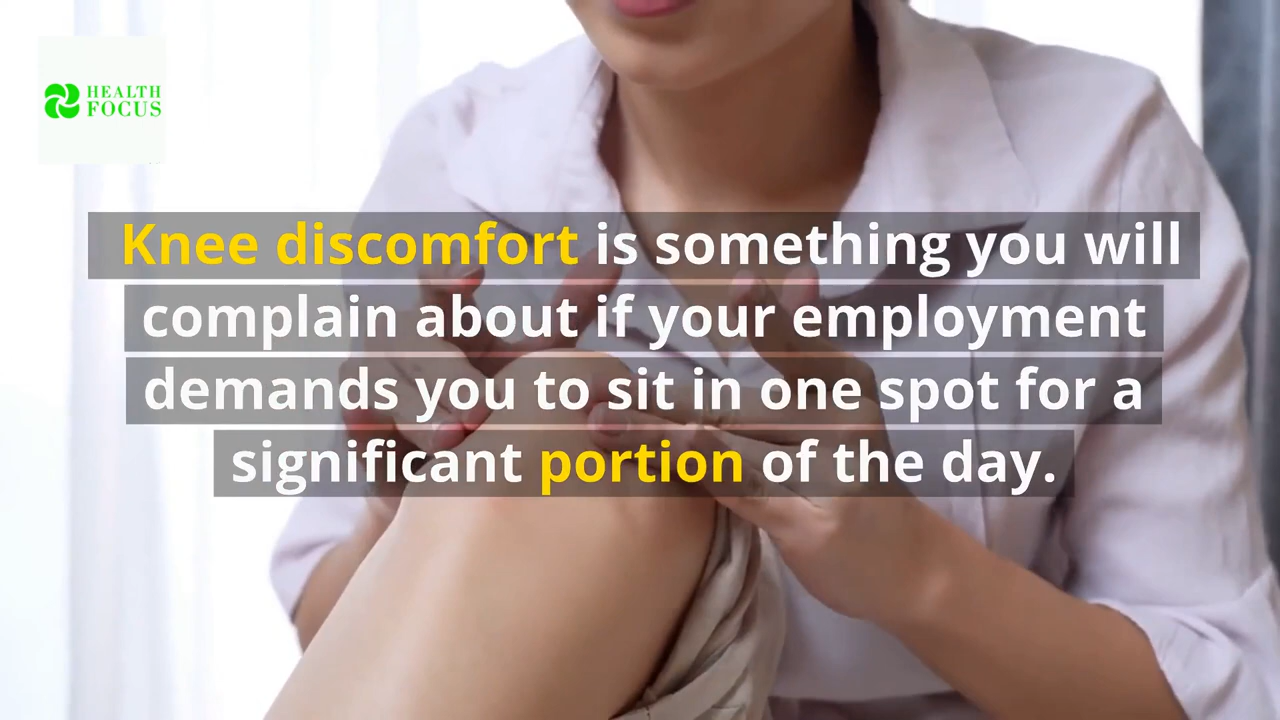 HEALTH
FOCUS
Knee discomfort is something you will
complain about if your employment
demands you to sit in one spot for a
significant portion of the day.